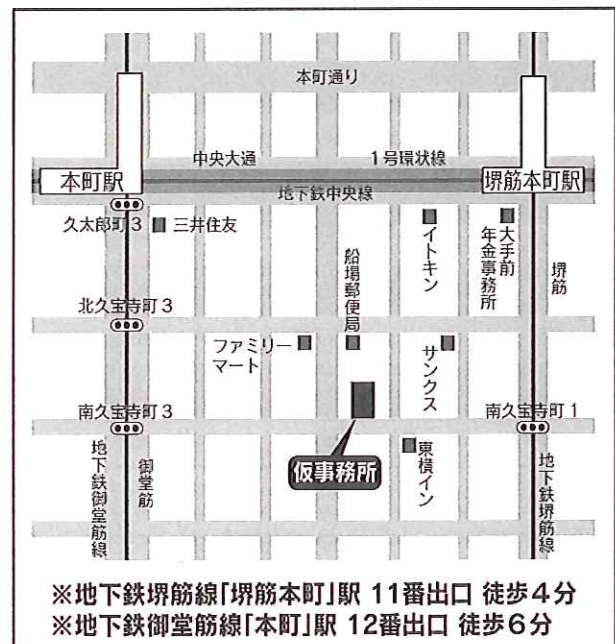 本町通り
中央大通
1号環状線
本町駅
堺筋本町駅
地下鉄中央線
久太郎町3
三井住友
イトキン
大手前
年金事務所
船場郵便局
堺筋
北久宝寺町3
ファミリー
マート
サンクス
南久宝寺町3
南久宝寺町1
仮事務所
東横イン
地下鉄御堂筋線
御堂筋
地下鉄堺筋線
※地下鉄堺筋線「堺筋本町」駅 11番出口 徒歩4分
※地下鉄御堂筋線「本町」駅 12番出口 徒歩6分